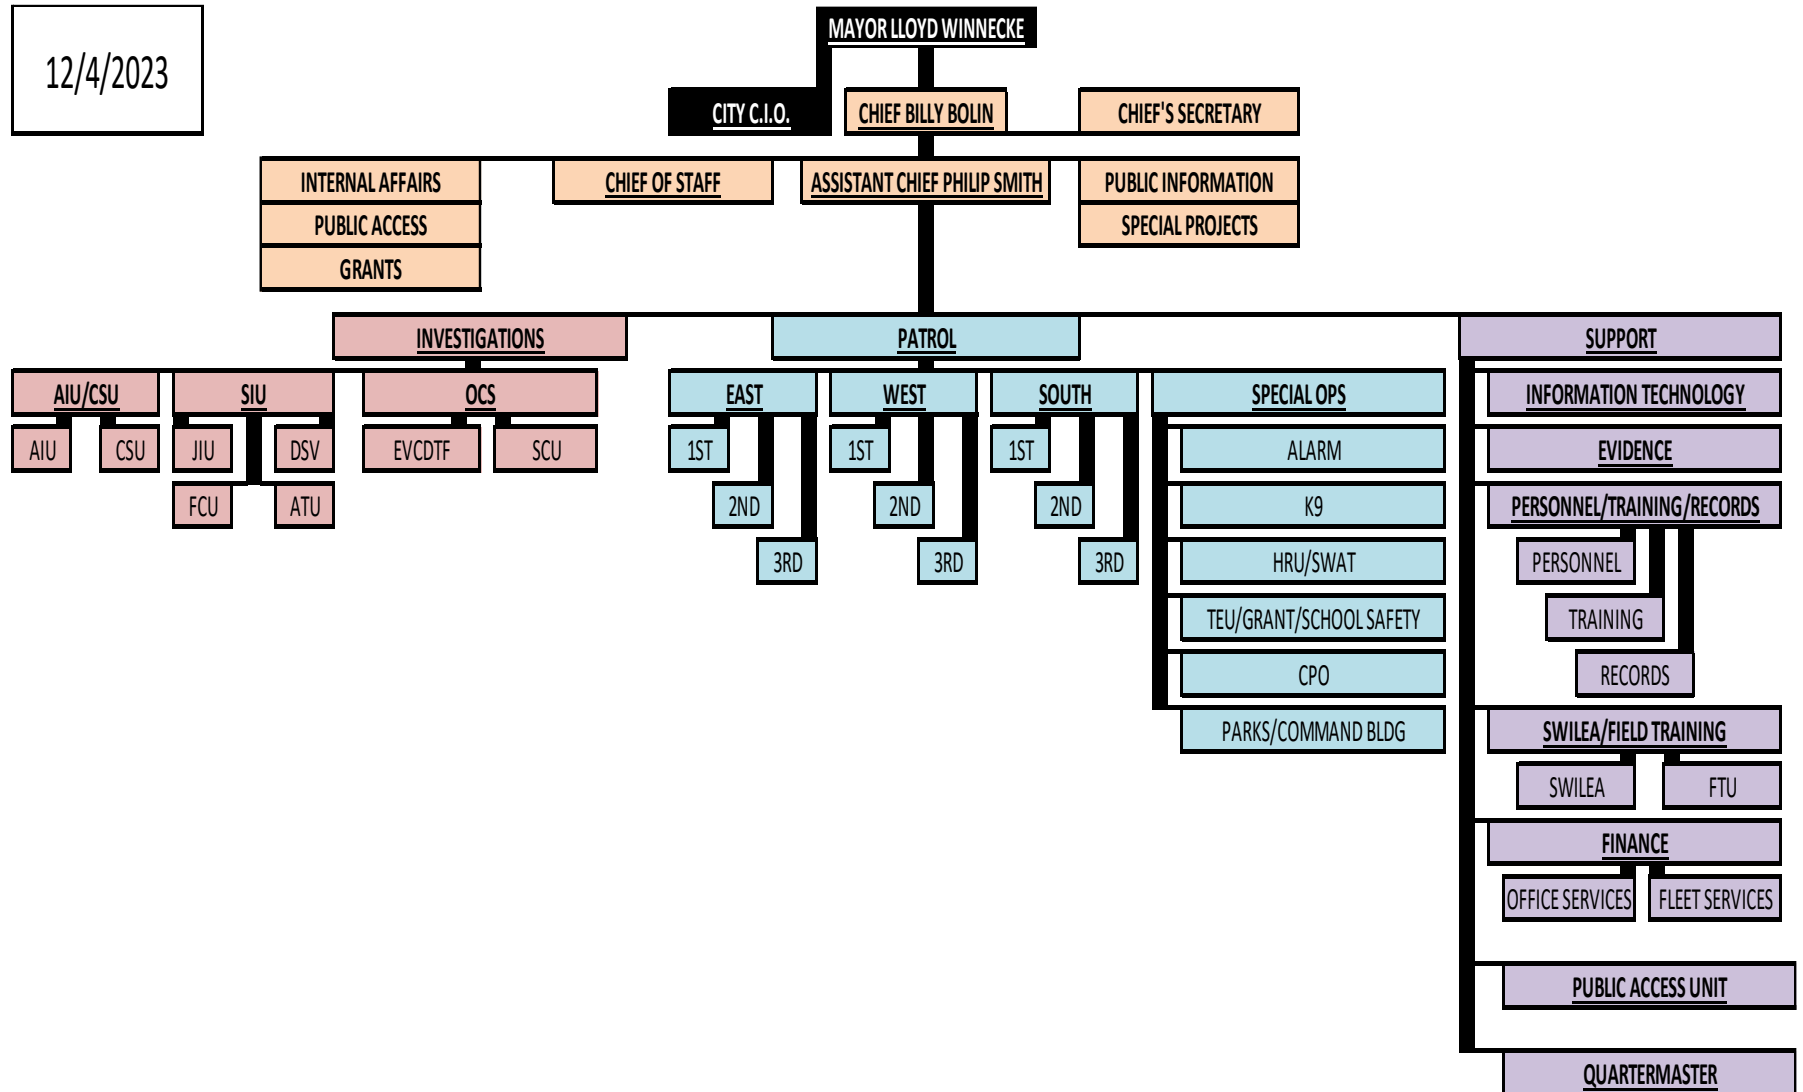 12/4/2023
MAYOR LLOYD WINNECKE
CITY C.I.O.
CHIEF BILLY BOLIN
CHIEF'S SECRETARY
INTERNAL AFFAIRS
CHIEF OF STAFF
ASSISTANT CHIEF PHILIP SMITH
PUBLIC INFORMATION
PUBLIC ACCESS
SPECIAL PROJECTS
GRANTS
INVESTIGATIONS
PATROL
SUPPORT
AIU/CSU
SIU
OCS
EAST
WEST
SOUTH
SPECIAL OPS
INFORMATION TECHNOLOGY
AIU
CSU
JIU
DSV
EVCDTF
SCU
1ST
1ST
1ST
ALARM
EVIDENCE
FCU
ATU
2ND
2ND
2ND
K9
PERSONNEL/TRAINING/RECORDS
3RD
3RD
3RD
HRU/SWAT
PERSONNEL
TEU/GRANT/SCHOOL SAFETY
TRAINING
CPO
RECORDS
PARKS/COMMAND BLDG
SWILEA/FIELD TRAINING
SWILEA
FTU
FINANCE
OFFICE SERVICES
FLEET SERVICES
PUBLIC ACCESS UNIT
QUARTERMASTER